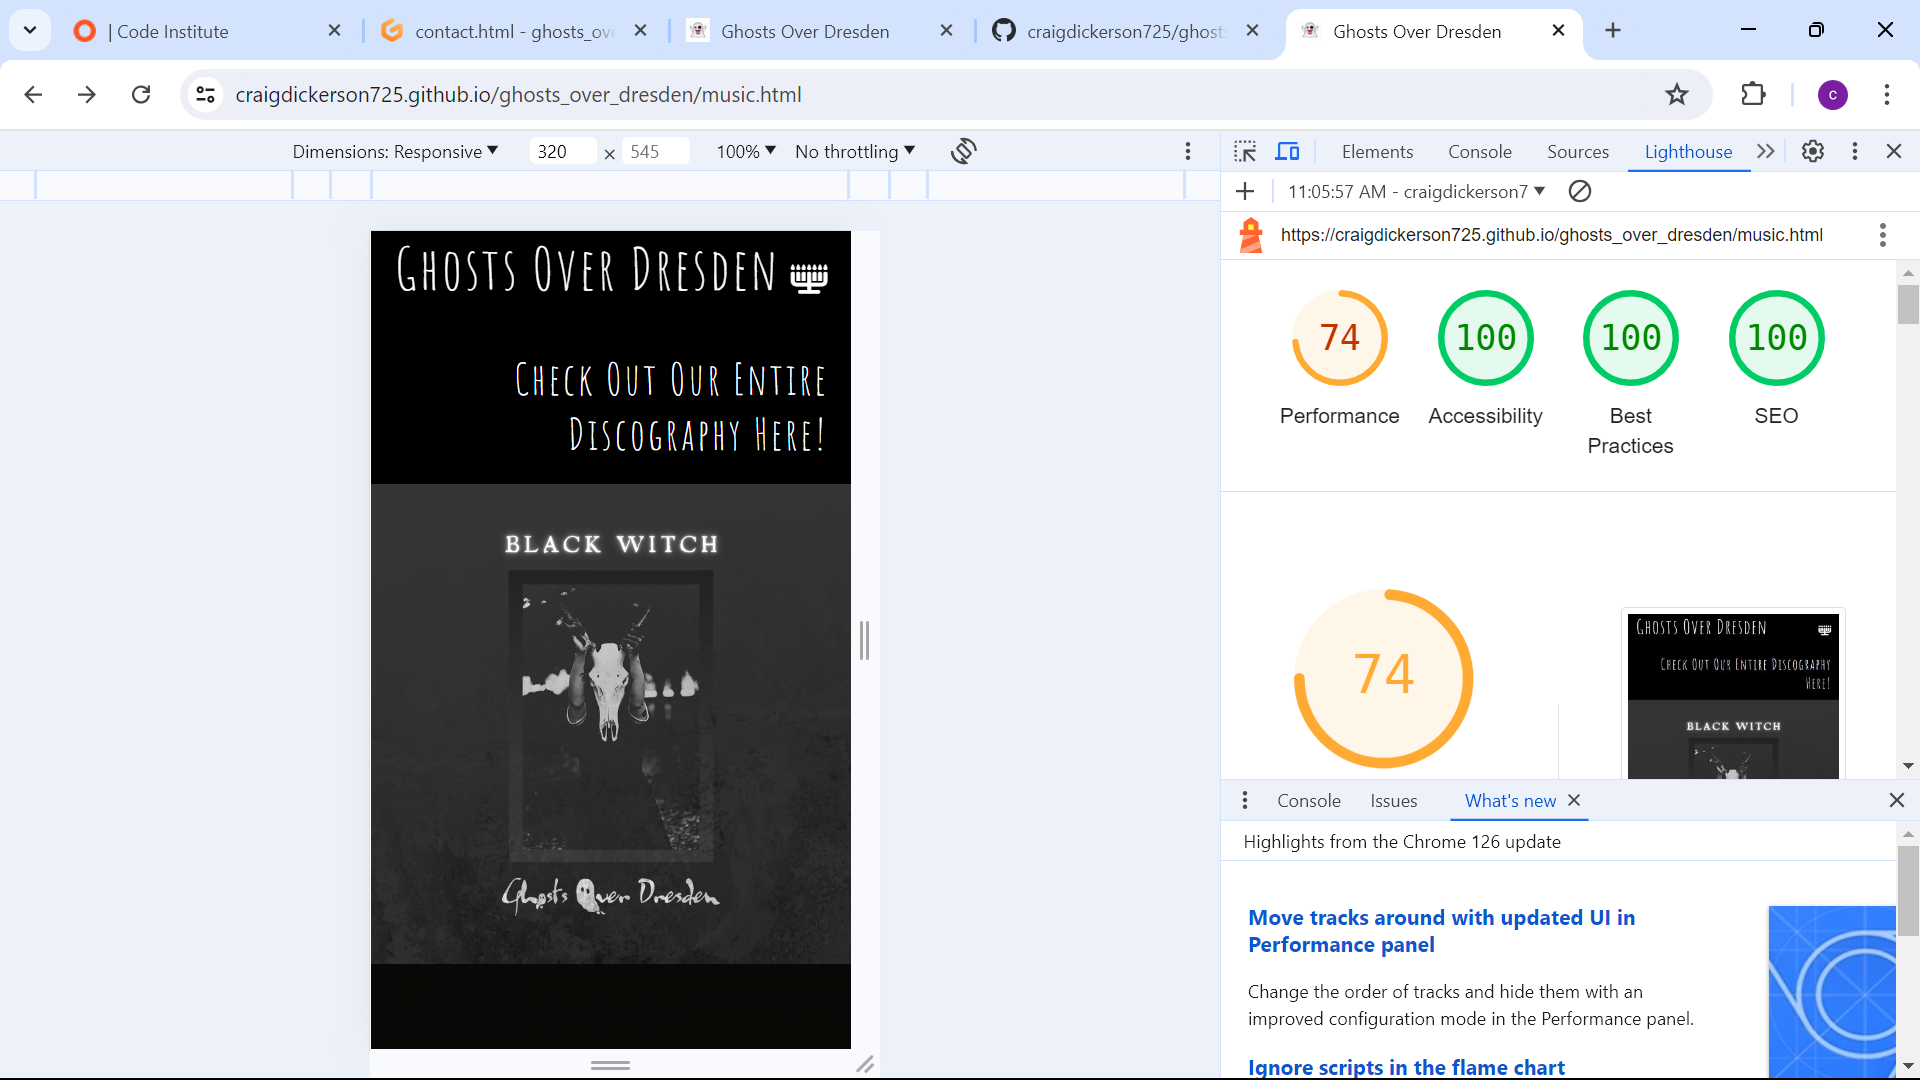 | Code Institute
contact.html - ghosts_ov
Ghosts Over Dresden
craigdickerson725/ghost
Ghosts Over Dresden
craigdickerson725.github.io/ghosts_over_dresden/music.html
c
Dimensions: Responsive
320
×
545
100%
No throttling
Elements
Console
Sources
Lighthouse
11:05:57 AM - craigdickerson7
https://craigdickerson725.github.io/ghosts_over_dresden/music.html
Ghosts Over Dresden
Check Out Our Entire
Discography Here!
BLACK WITCH
Ghosts Over Dresden
74
100
100
100
Performance
Accessibility
Best
Practices
SEO
74
Ghosts Over Dresden
Check Out Our Entire Discography
Here!
BLACK WITCH
Console
Issues
What's new
Highlights from the Chrome 126 update
Move tracks around with updated UI in
Performance panel
Change the order of tracks and hide them with an
improved configuration mode in the Performance panel.
Ignore scripts in the flame chart